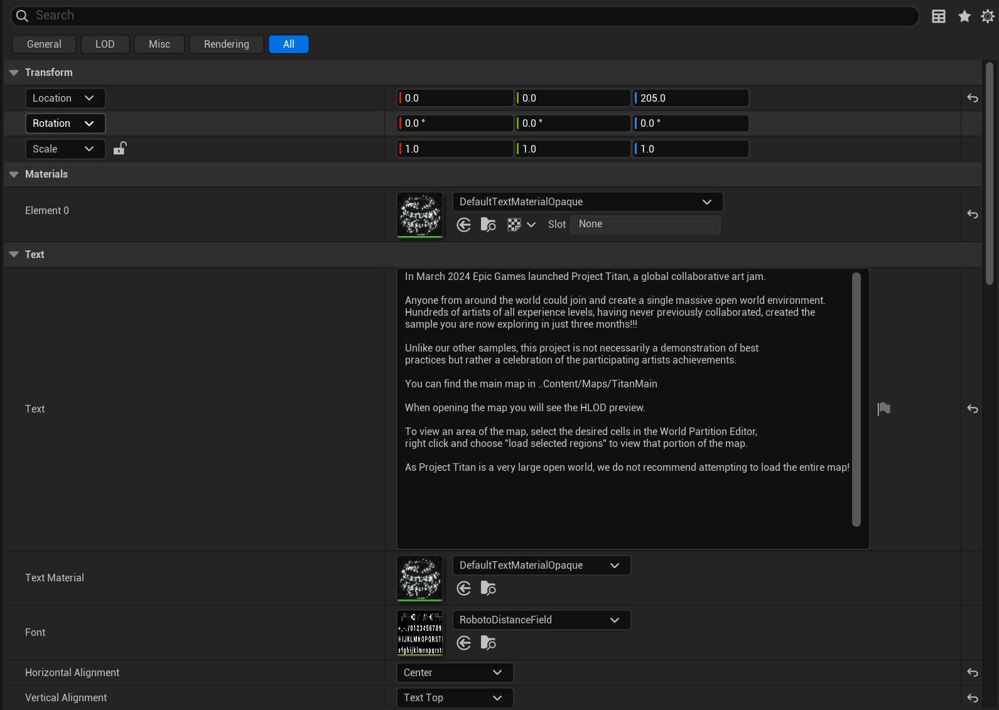 Search
General LOD Misc Rendering All
Transform
Location 0.0 0.0 205.0
Rotation 0.0 ° 0.0 ° 0.0 °
Scale 1.0 1.0 1.0
Materials
Element 0
DefaultTextMaterialOpaque
Slot None
Text
Text
In March 2024 Epic Games launched Project Titan, a global collaborative art jam.
Anyone from around the world could join and create a single massive open world environment.
Hundreds of artists of all experience levels, having never previously collaborated, created the
sample you are now exploring in just three months!!!
Unlike our other samples, this project is not necessarily a demonstration of best
practices but rather a celebration of the participating artists achievements.
You can find the main map in ..Content/Maps/TitanMain
When opening the map you will see the HLOD preview.
To view an area of the map, select the desired cells in the World Partition Editor,
right click and choose "load selected regions" to view that portion of the map.
As Project Titan is a very large open world, we do not recommend attempting to load the entire map!
Text Material
DefaultTextMaterialOpaque
Font
RobotoDistanceField
+,-./0123456789
HIJKLMNOPQRST
efghijklmnopqrst
Horizontal Alignment Center
Vertical Alignment Text Top